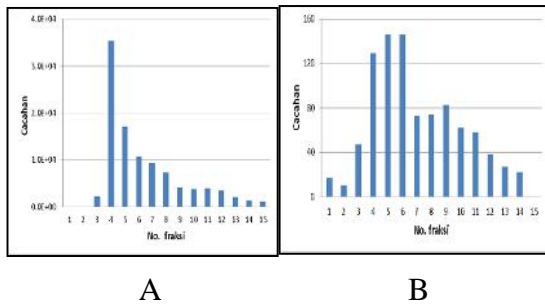 4.0E+04
3.0E+04
2.0E+04
1.0E+04
0.0E+00
Cacahan
1 2 3 4 5 6 7 8 9 10 11 12 13 14 15
No. fraksi
A
160
120
80
40
0
Cacahan
1 2 3 4 5 6 7 8 9 10 11 12 13 14 15
No. fraksi
B